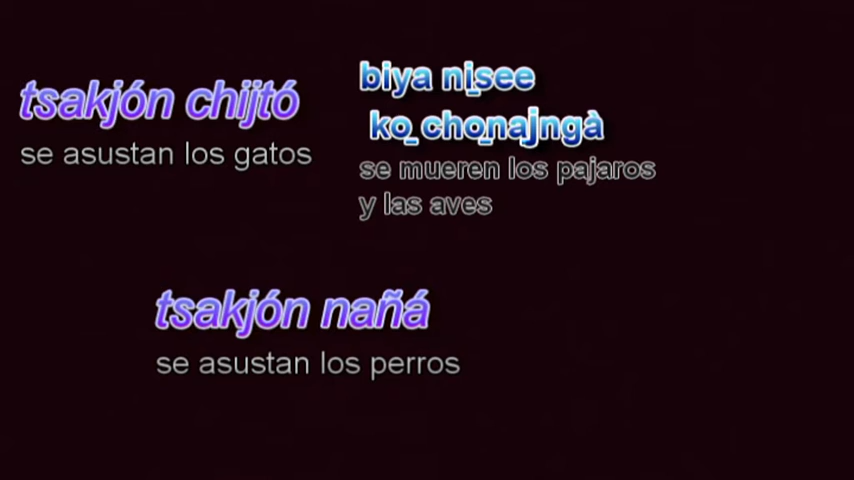 tsakjón chijtó
se asustan los gatos
biya ni̱see
ko̱ cho̱najngà
se mueren los pajaros
y las aves
tsakjón nañá
se asustan los perros